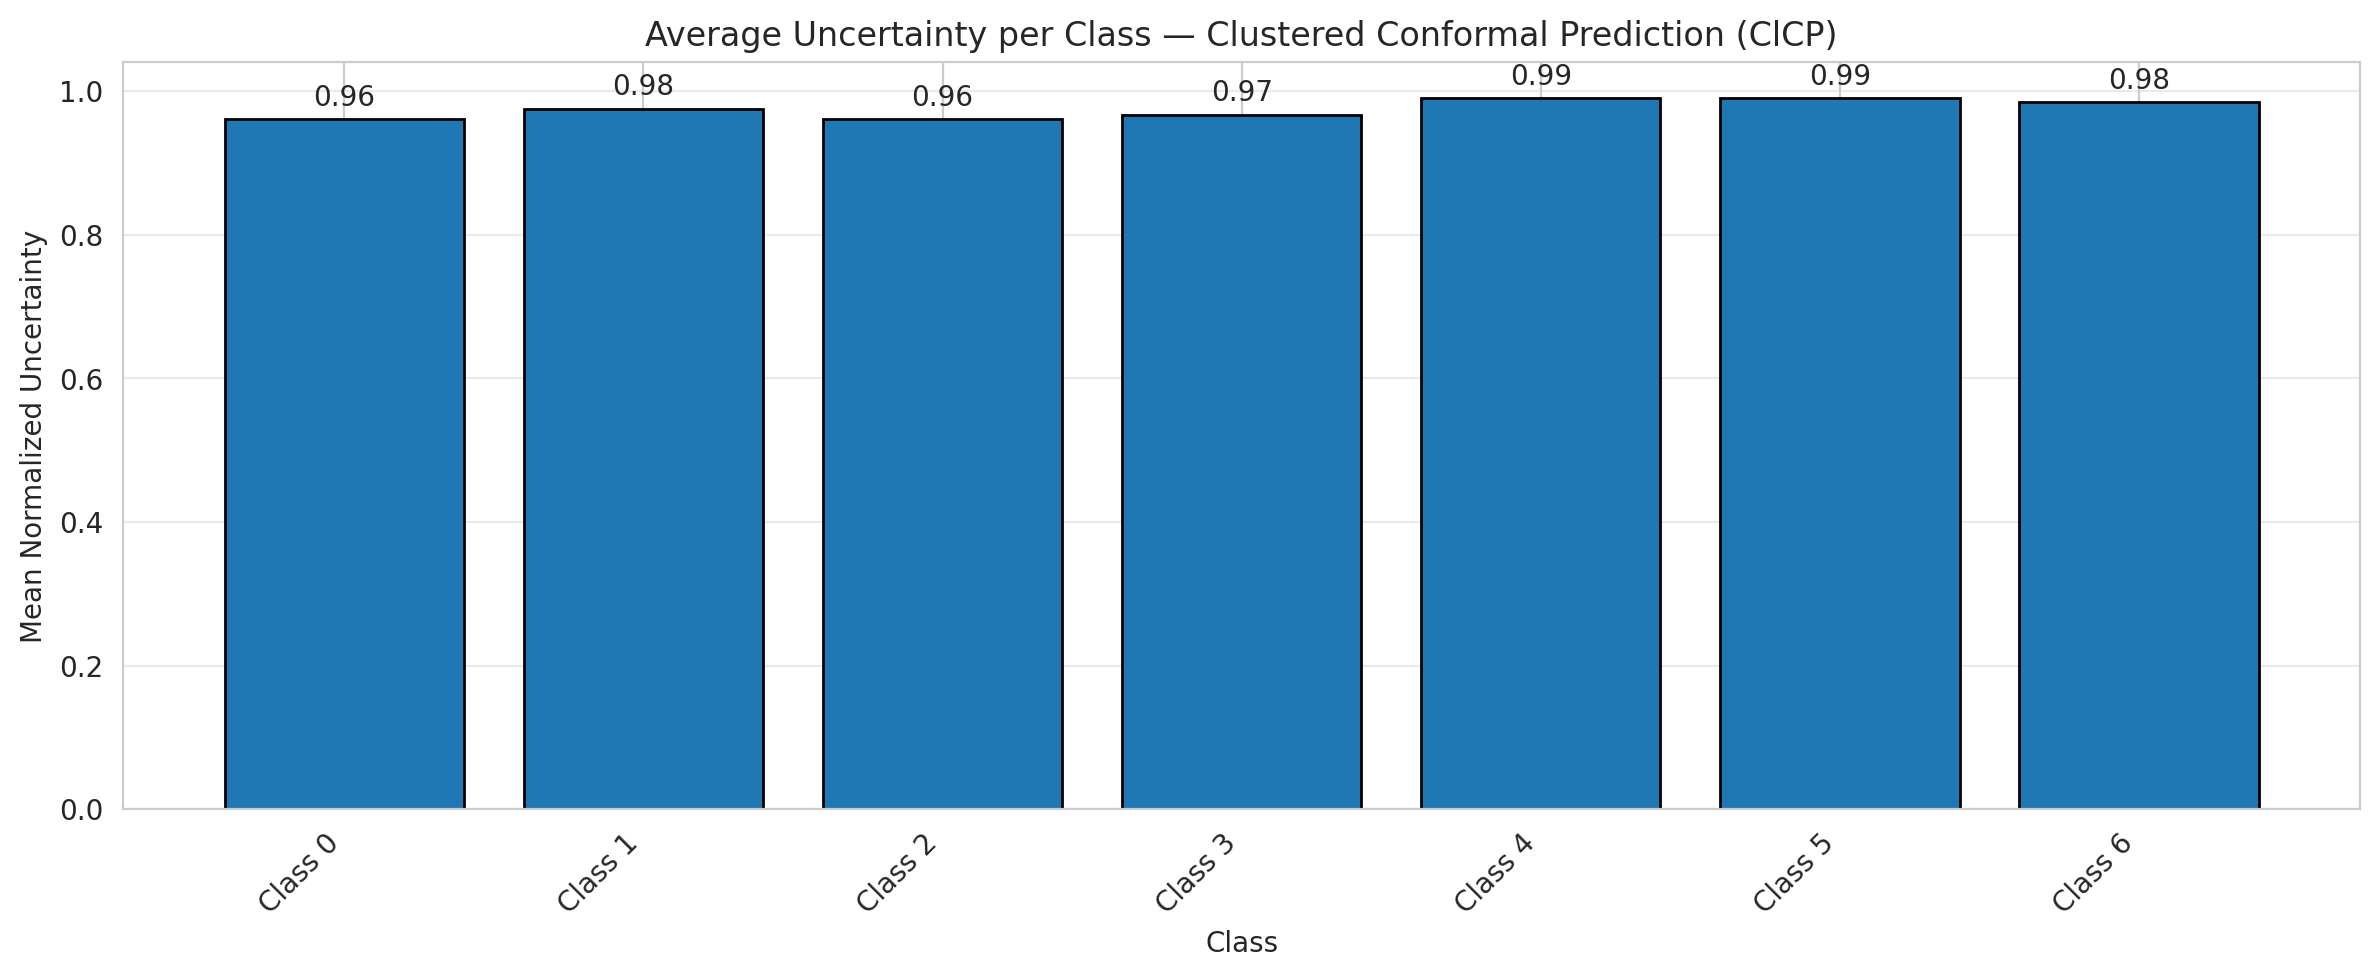 Average Uncertainty per Class — Clustered Conformal Prediction (ClCP)
Mean Normalized Uncertainty
1.0
0.8
0.6
0.4
0.2
0.0
0.96
0.98
0.96
0.97
0.99
0.99
0.98
Class 0
Class 1
Class 2
Class 3
Class 4
Class 5
Class 6
Class